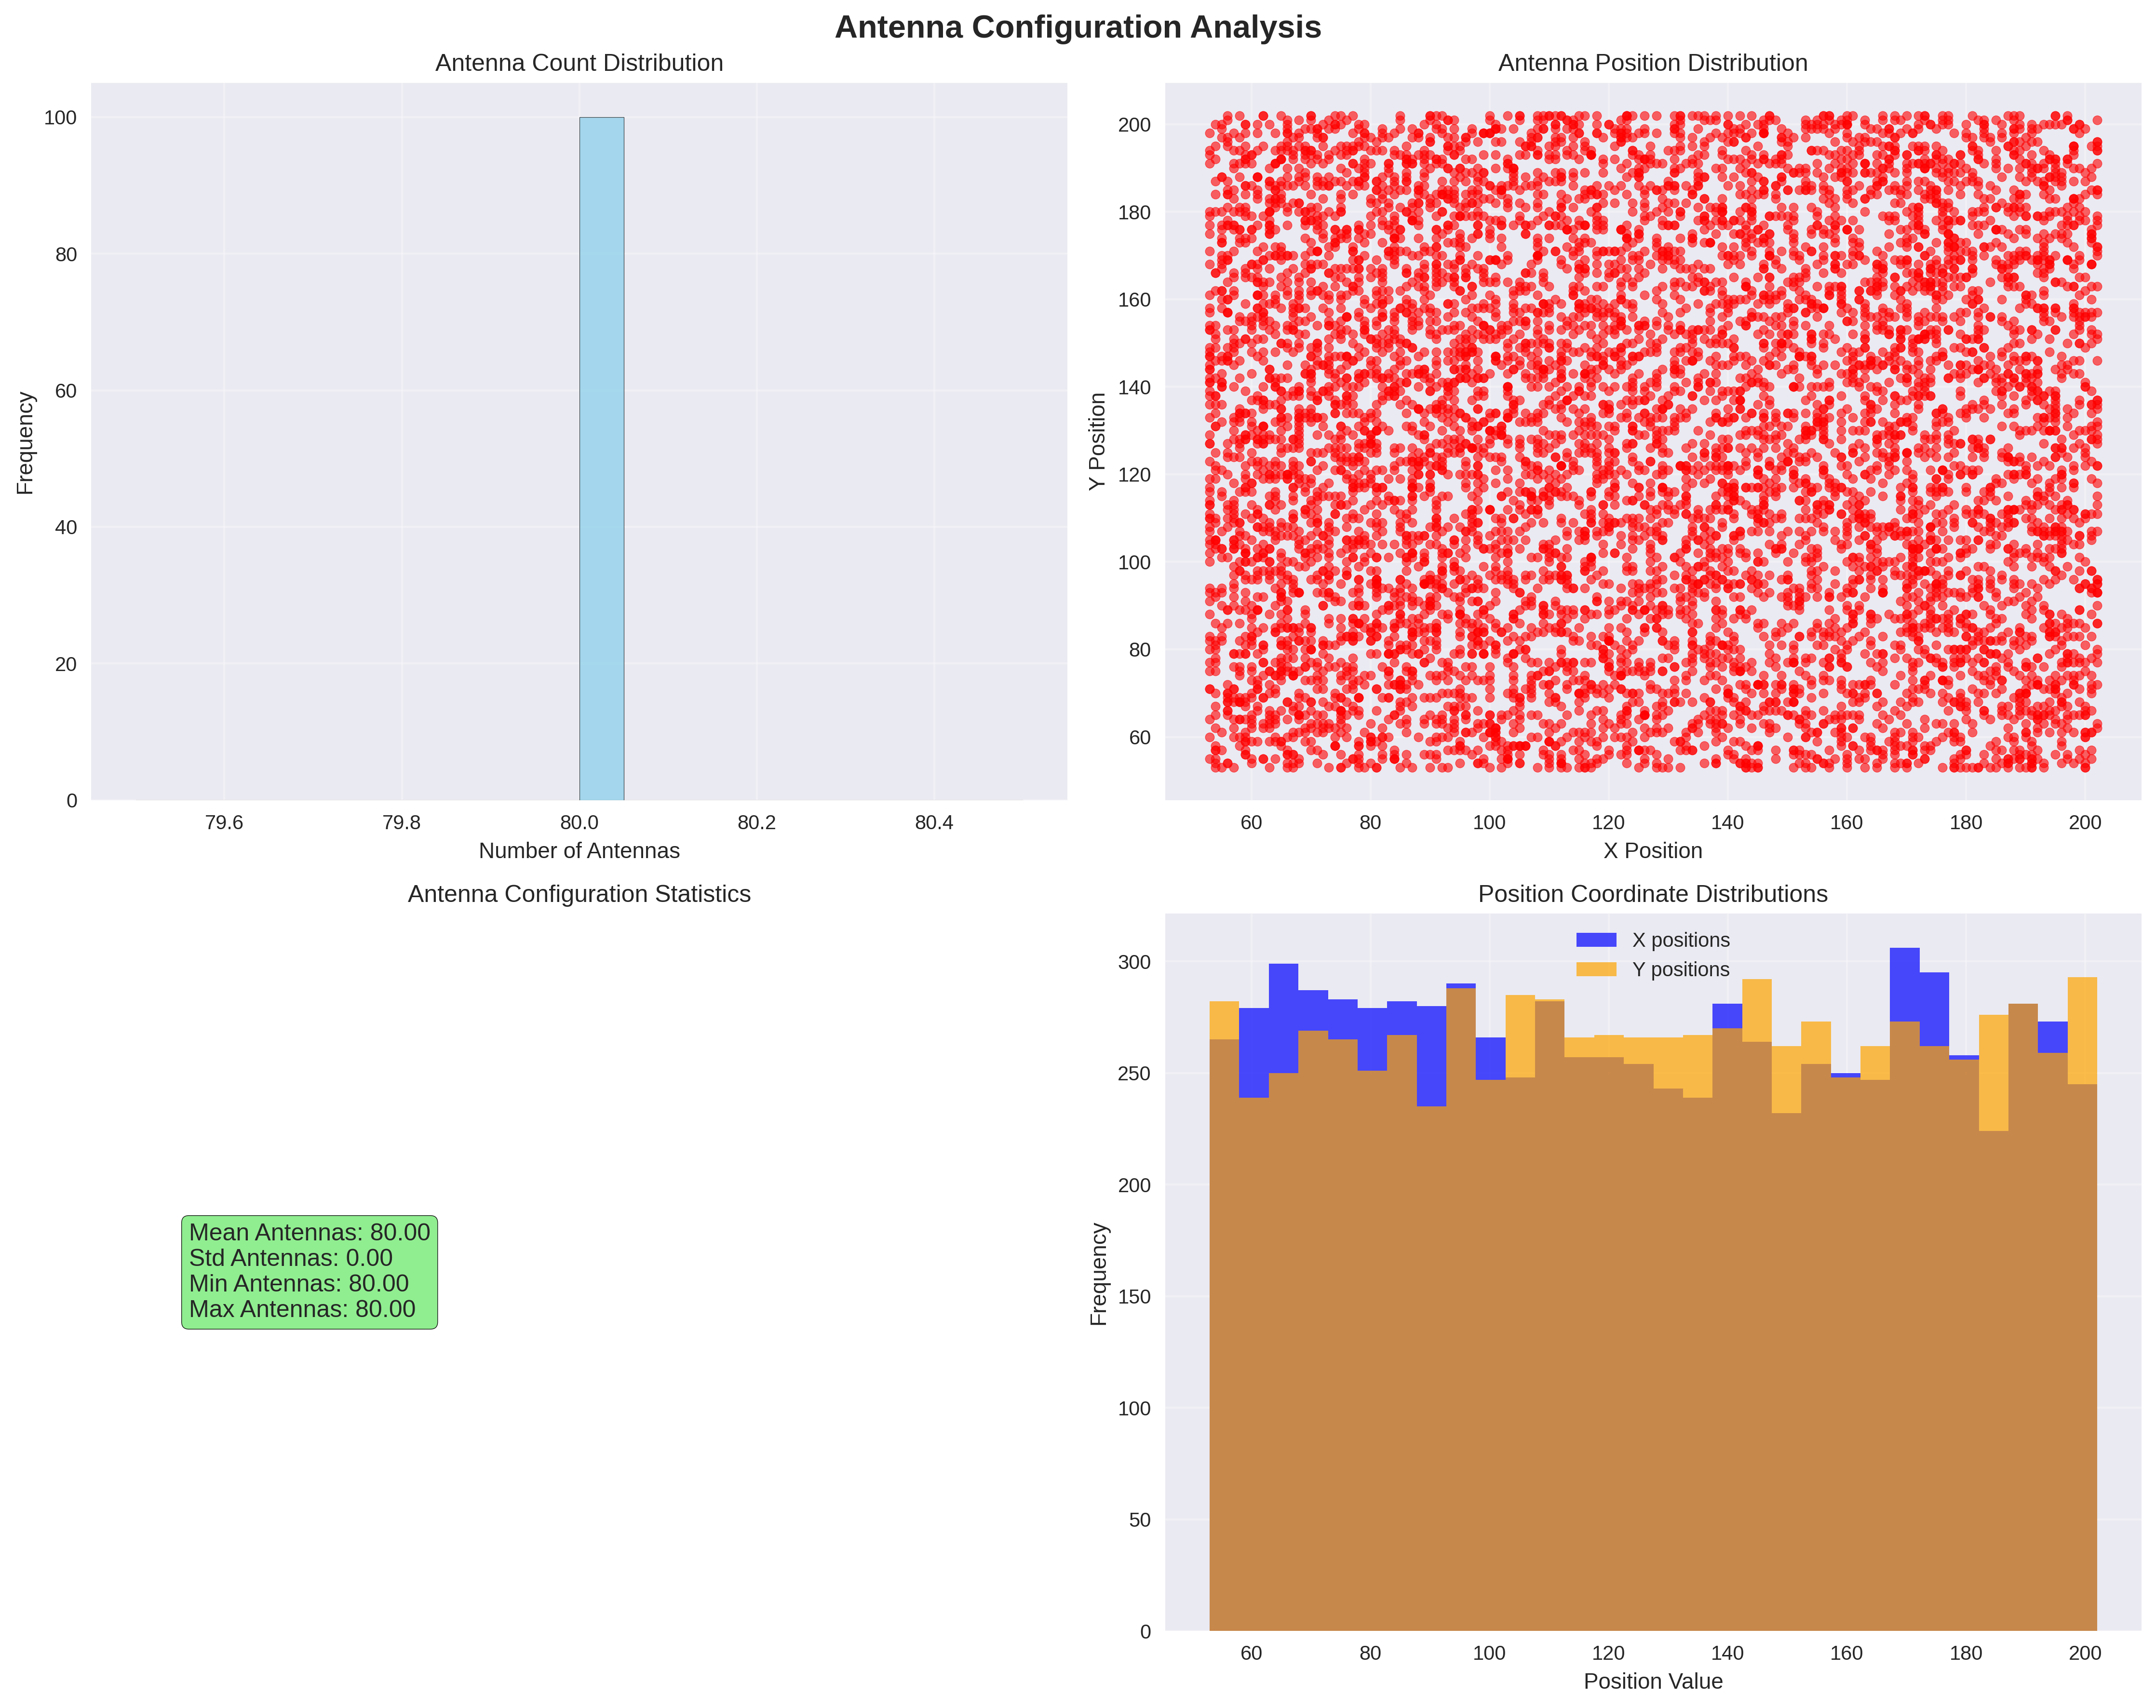 Antenna Configuration Analysis
Antenna Count Distribution
100
80
60
40
20
0
Frequency
79.6 79.8 80.0 80.2 80.4
Number of Antennas
Antenna Position Distribution
200
180
160
140
120
100
80
60
Y Position
60 80 100 120 140 160 180 200
X Position
Antenna Configuration Statistics
Mean Antennas: 80.00
Std Antennas: 0.00
Min Antennas: 80.00
Max Antennas: 80.00
Position Coordinate Distributions
X positions
Y positions
300
250
200
150
100
50
0
Frequency
60 80 100 120 140 160 180 200
Position Value